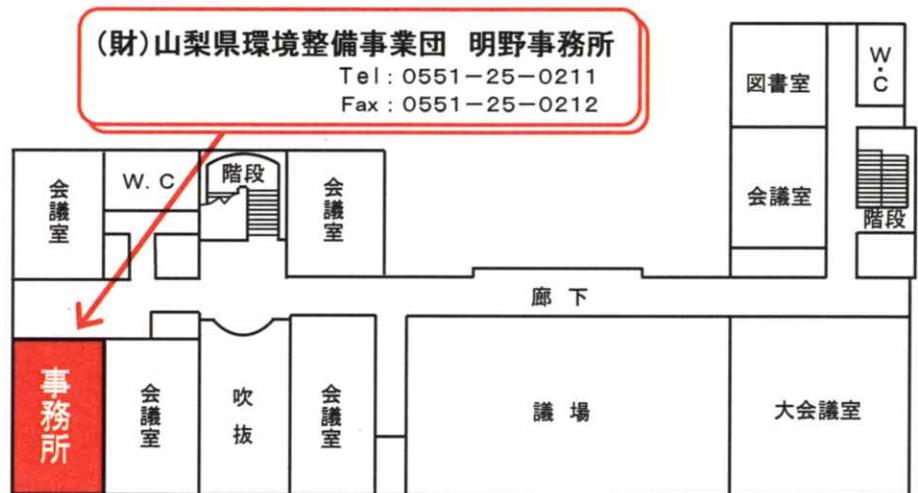 (財)山梨県環境整備事業団 明野事務所
Tel：0551－25－0211
Fax：0551－25－0212
図書室
W・C
会議室
W．C
階段
会議室
会議室
階段
廊下
事務所
会議室
吹抜
会議室
議場
大会議室